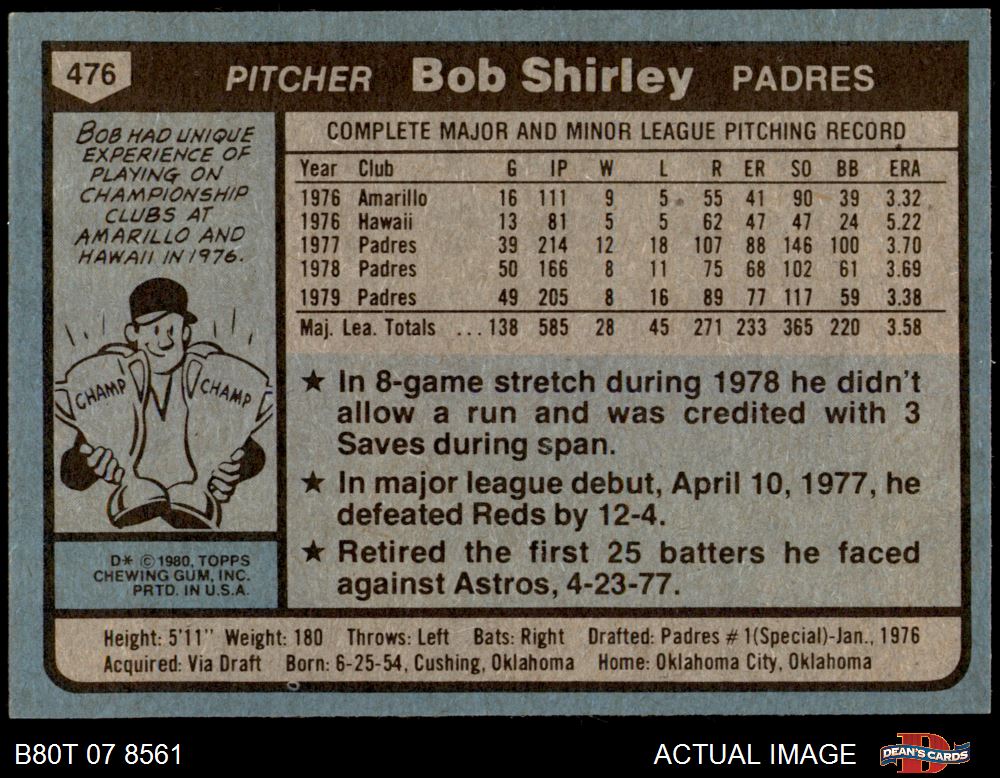 476
PITCHER Bob Shirley PADRES
BOB HAD UNIQUE
EXPERIENCE OF
PLAYING ON
CHAMPIONSHIP
CLUBS AT
AMARILLO AND
HAWAII IN 1976.
CHAMP CHAMP
D* © 1980, TOPPS
CHEWING GUM, INC.
PRTD. IN U.S.A.
COMPLETE MAJOR AND MINOR LEAGUE PITCHING RECORD
Year Club G IP W L R ER SO BB ERA
1976 Amarillo 16 111 9 5 55 41 90 39 3.32
1976 Hawaii 13 81 5 5 62 47 47 24 5.22
1977 Padres 39 214 12 18 107 88 146 100 3.70
1978 Padres 50 166 8 11 75 68 102 61 3.69
1979 Padres 49 205 8 16 89 77 117 59 3.38
Maj. Lea. Totals ...138 585 28 45 271 233 365 220 3.58
★ In 8-game stretch during 1978 he didn't
allow a run and was credited with 3
Saves during span.
★ In major league debut, April 10, 1977, he
defeated Reds by 12-4.
★ Retired the first 25 batters he faced
against Astros, 4-23-77.
Height: 5'11" Weight: 180 Throws: Left Bats: Right Drafted: Padres # 1(Special)-Jan., 1976
Acquired: Via Draft Born: 6-25-54, Cushing, Oklahoma Home: Oklahoma City, Oklahoma
B80T 07 8561
ACTUAL IMAGE
D
DEAN'S CARDS